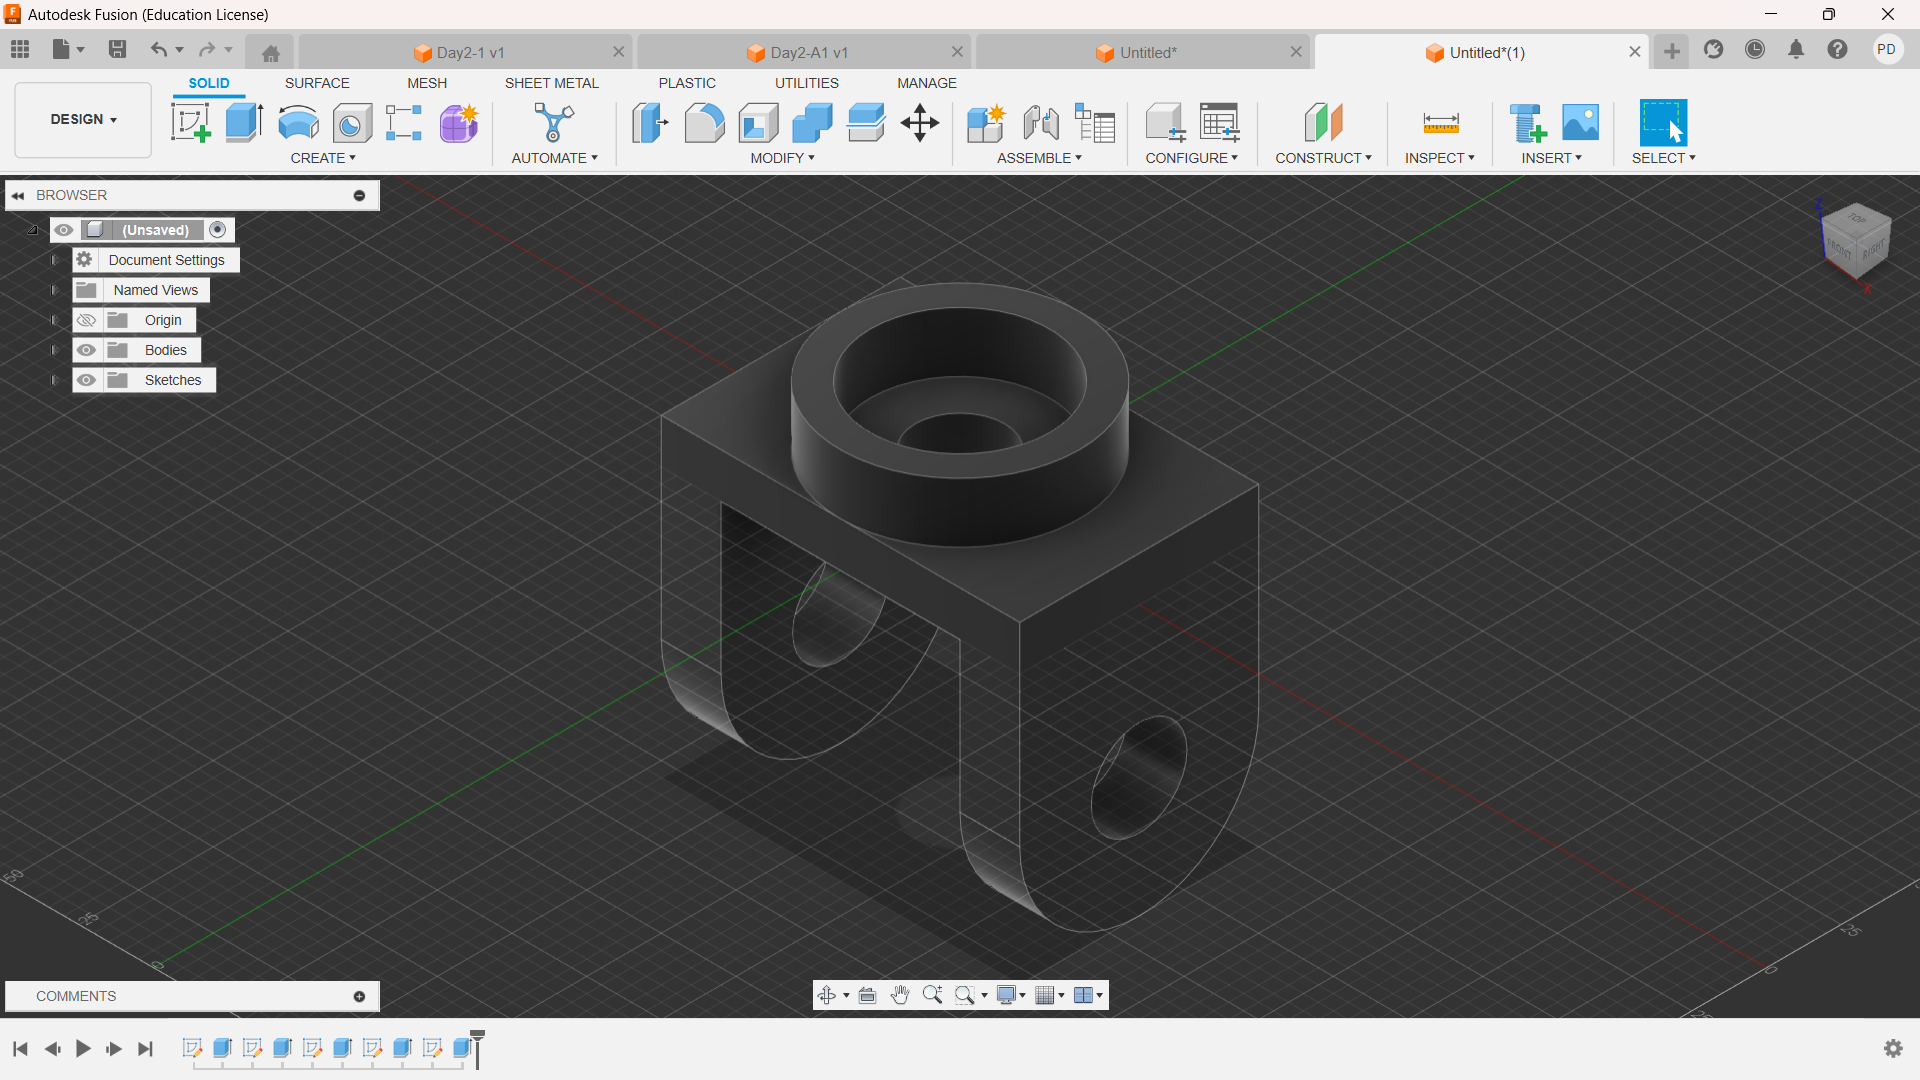 Autodesk Fusion (Education License)
Day2-1 v1
Day2-A1 v1
Untitled*
Untitled*(1)
PD
SOLID
SURFACE
MESH
SHEET METAL
PLASTIC
UTILITIES
MANAGE
DESIGN
CREATE
AUTOMATE
MODIFY
ASSEMBLE
CONFIGURE
CONSTRUCT
INSPECT
INSERT
SELECT
BROWSER
(Unsaved)
Document Settings
Named Views
Origin
Bodies
Sketches
Z
TOP
FRONT
RIGHT
X
50
25
0
25
0
25
COMMENTS